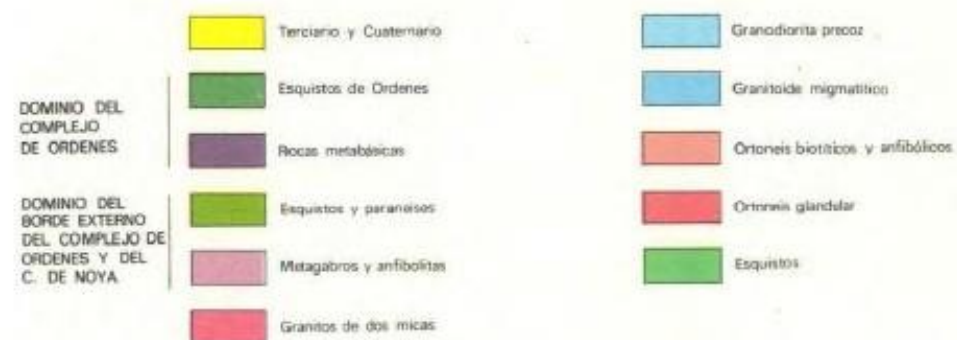 Terciario y Cuaternario
DOMINIO DEL
COMPLEJO
DE ORDENES
Esquistos de Ordenes
Rocas metabásicas
DOMINIO DEL
BORDE EXTERNO
DEL COMPLEJO DE
ORDENES Y DEL
C. DE NOYA
Esquistos y paraneises
Metagabros y anfibolitas
Granitos de dos micas
Granodiorita precoz
Granitoide migmatítico
Ortoneis biotíticos y anfibólicos
Ortoneis glandular
Esquistos